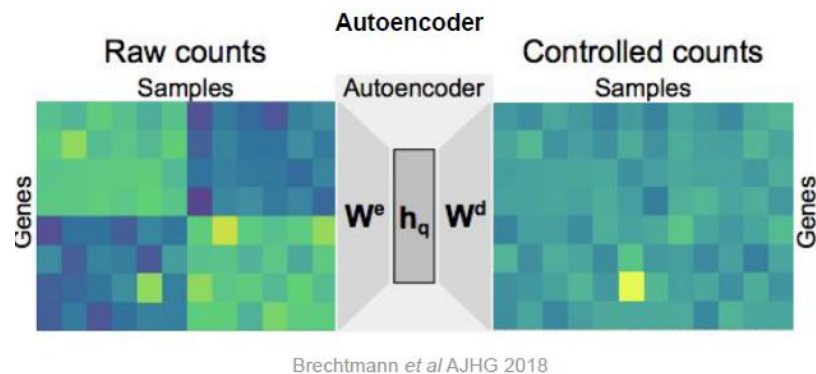 Autoencoder
Raw counts
Controlled counts
Samples
Autoencoder
Samples
Genes
Wᵉ
h_q
Wᵈ
Genes
Brechtmann et al AJHG 2018